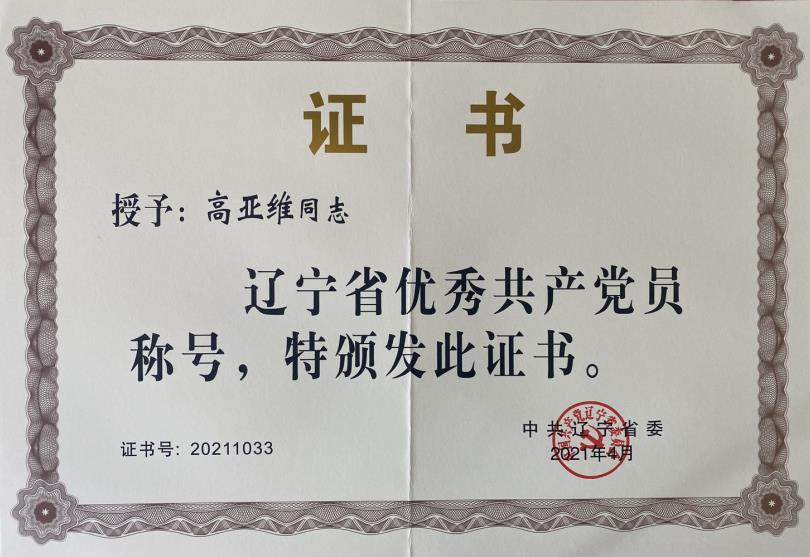 证 书
授予：高亚维同志
辽宁省优秀共产党员
称号，特颁发此证书。
中共辽宁省委
证书号: 20211033
2021年4月